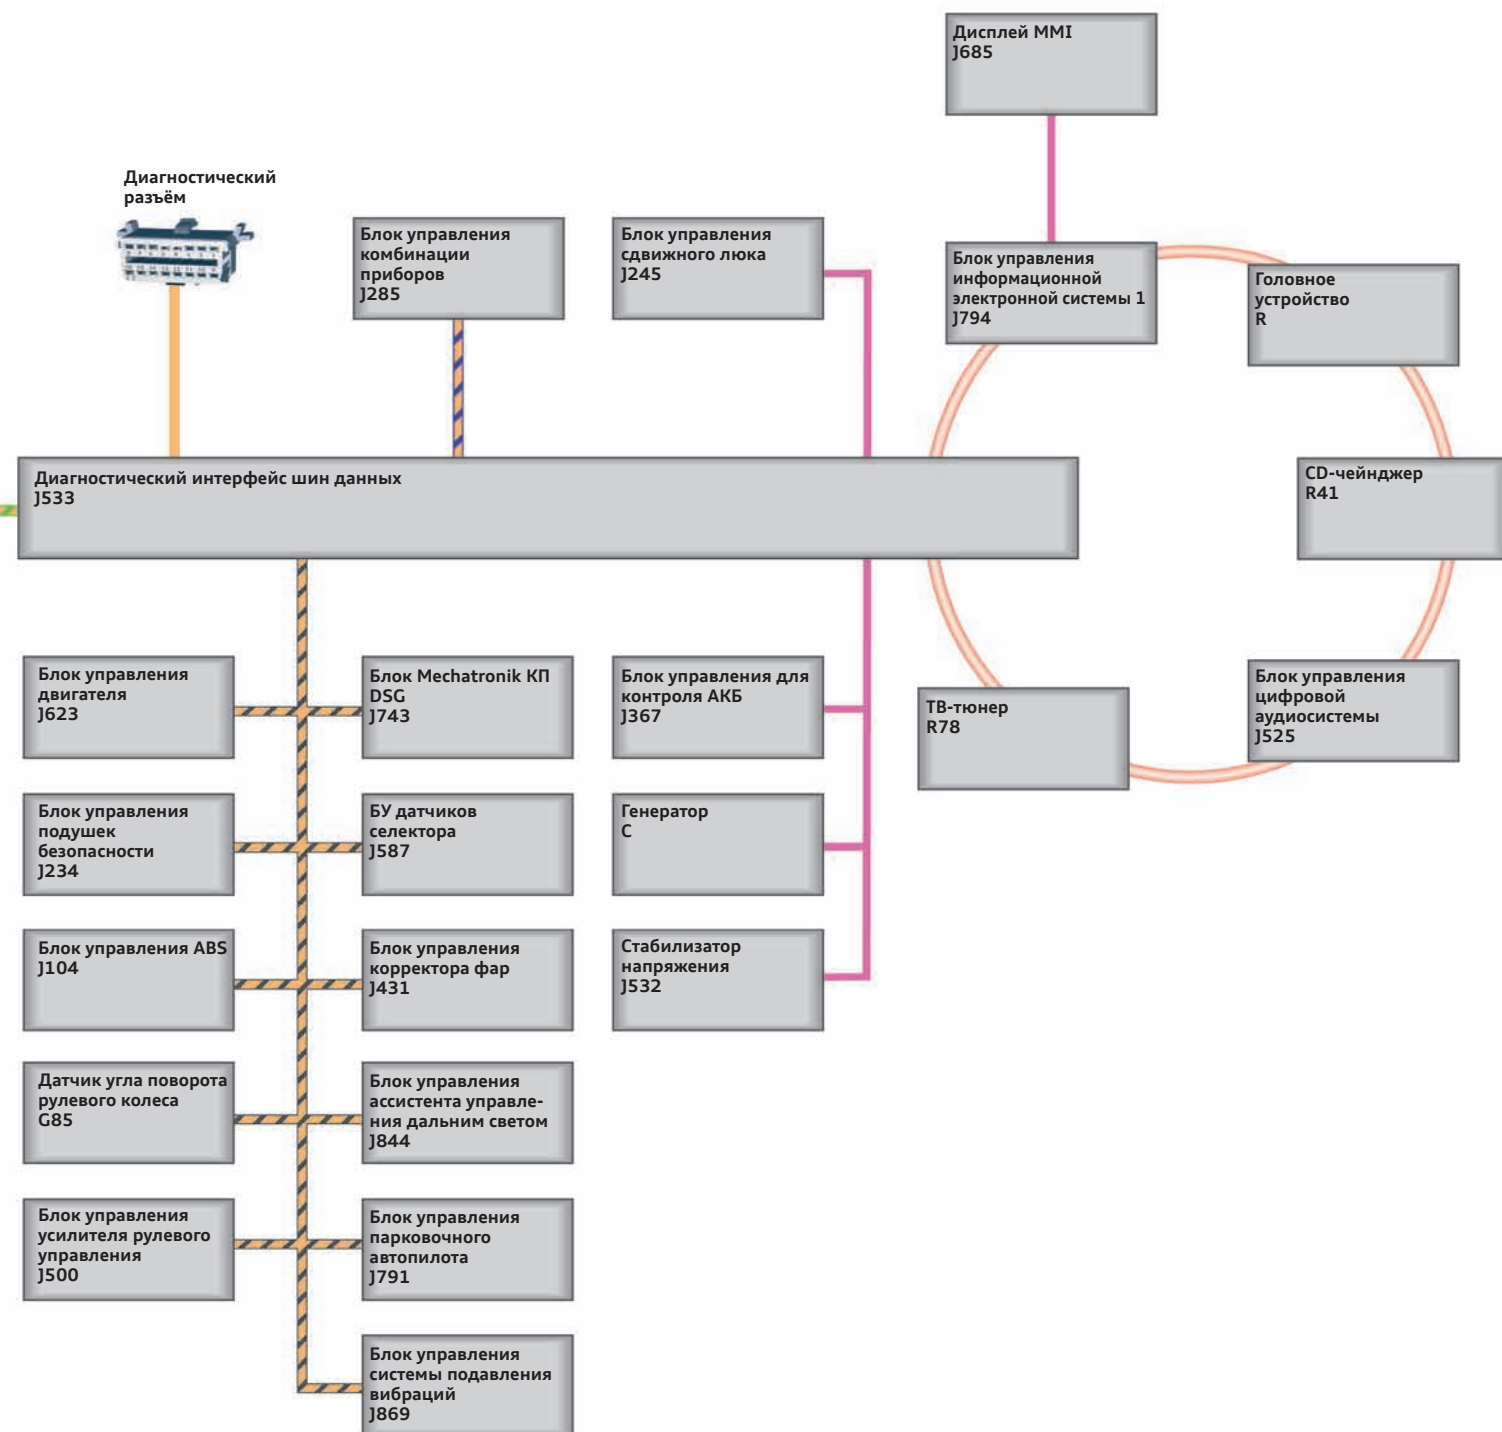 Дисплей MMI
J685
Диагностический
разъём
Блок управления
комбинации
приборов
J285
Блок управления
сдвижного люка
J245
Блок управления
информационной
электронной системы 1
J794
Головное
устройство
R
Диагностический интерфейс шин данных
J533
CD-чейнджер
R41
Блок управления
двигателя
J623
Блок Mechatronik КП
DSG
J743
Блок управления для
контроля АКБ
J367
ТВ-тюнер
R78
Блок управления
цифровой
аудиосистемы
J525
Блок управления
подушек
безопасности
J234
БУ датчиков
селектора
J587
Генератор
C
Блок управления ABS
J104
Блок управления
корректора фар
J431
Стабилизатор
напряжения
J532
Датчик угла поворота
рулевого колеса
G85
Блок управления
ассистента управле-
ния дальним светом
J844
Блок управления
усилителя рулевого
управления
J500
Блок управления
парковочного
автопилота
J791
Блок управления
системы подавления
вибраций
J869